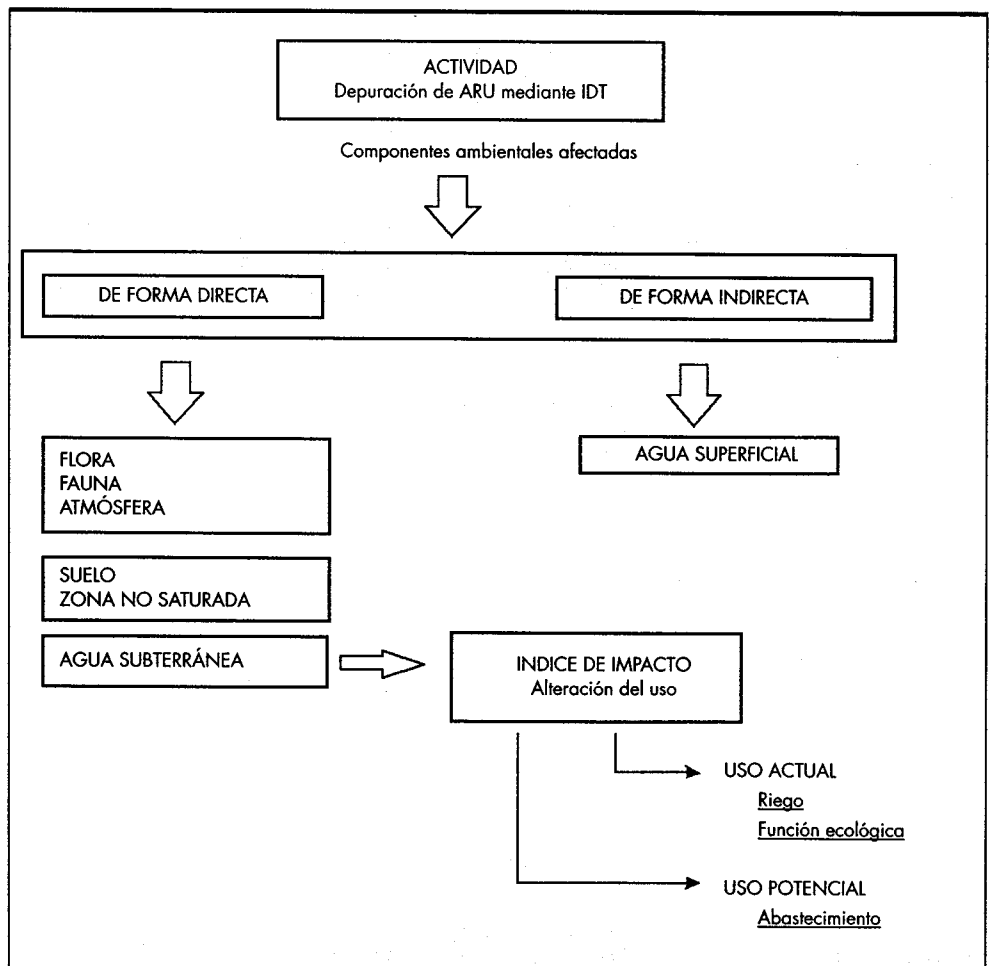 ACTIVIDAD
Depuración de ARU mediante IDT
Componentes ambientales afectadas
DE FORMA DIRECTA
DE FORMA INDIRECTA
FLORA
FAUNA
ATMÓSFERA
AGUA SUPERFICIAL
SUELO
ZONA NO SATURADA
AGUA SUBTERRÁNEA
INDICE DE IMPACTO
Alteración del uso
USO ACTUAL
Riego
Función ecológica
USO POTENCIAL
Abastecimiento